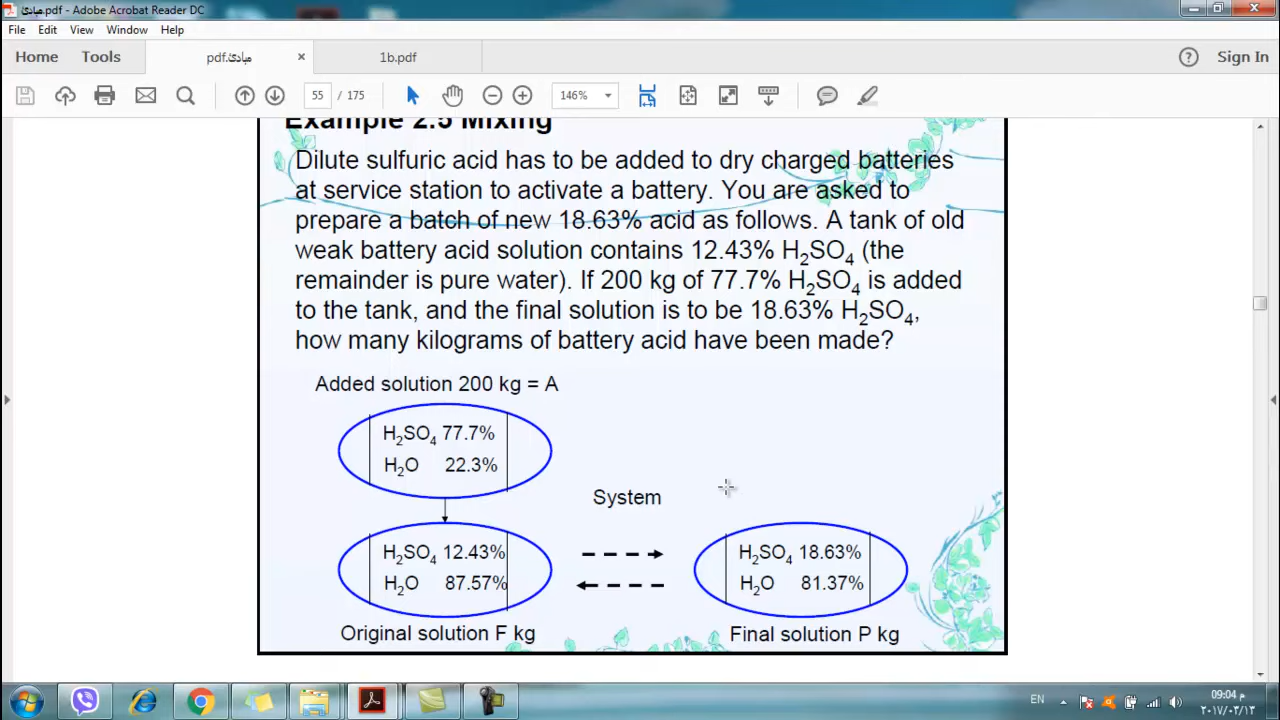 مبادئ.pdf - Adobe Acrobat Reader DC
File Edit View Window Help
Home Tools مبادئ.pdf × 1b.pdf ? Sign In
55 / 175 146%
Example 2.5 Mixing
Dilute sulfuric acid has to be added to dry charged batteries
at service station to activate a battery. You are asked to
prepare a batch of new 18.63% acid as follows. A tank of old
weak battery acid solution contains 12.43% H₂SO₄ (the
remainder is pure water). If 200 kg of 77.7% H₂SO₄ is added
to the tank, and the final solution is to be 18.63% H₂SO₄,
how many kilograms of battery acid have been made?
Added solution 200 kg = A
H₂SO₄ 77.7%
H₂O 22.3%
System
H₂SO₄ 12.43%
H₂O 87.57%
Original solution F kg
H₂SO₄ 18.63%
H₂O 81.37%
Final solution P kg
EN
09:04 م
٢٠١٧/٠٣/١٣